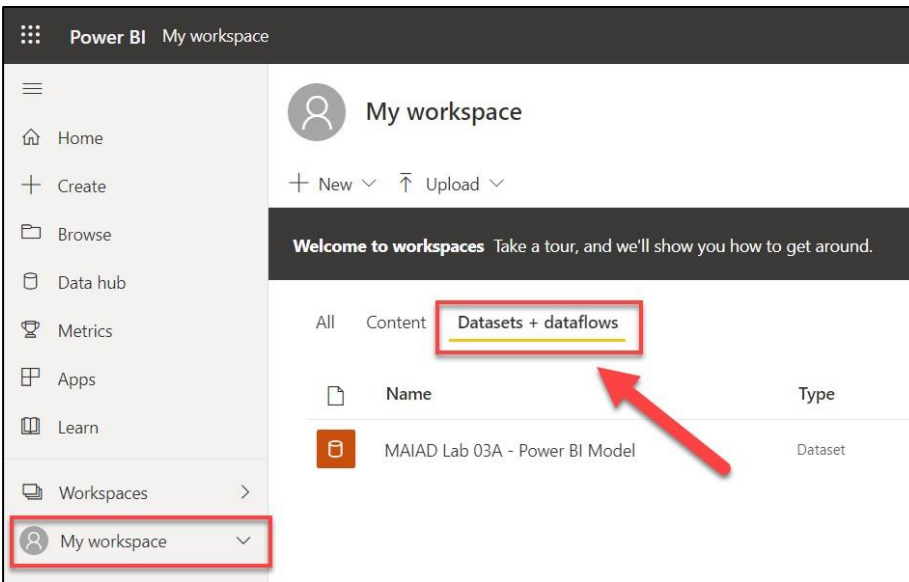 Power BI My workspace
Home
Create
Browse
Data hub
Metrics
Apps
Learn
Workspaces
My workspace
My workspace
New
Upload
Welcome to workspaces Take a tour, and we'll show you how to get around.
All Content Datasets + dataflows
Name Type
MAIAD Lab 03A - Power BI Model Dataset